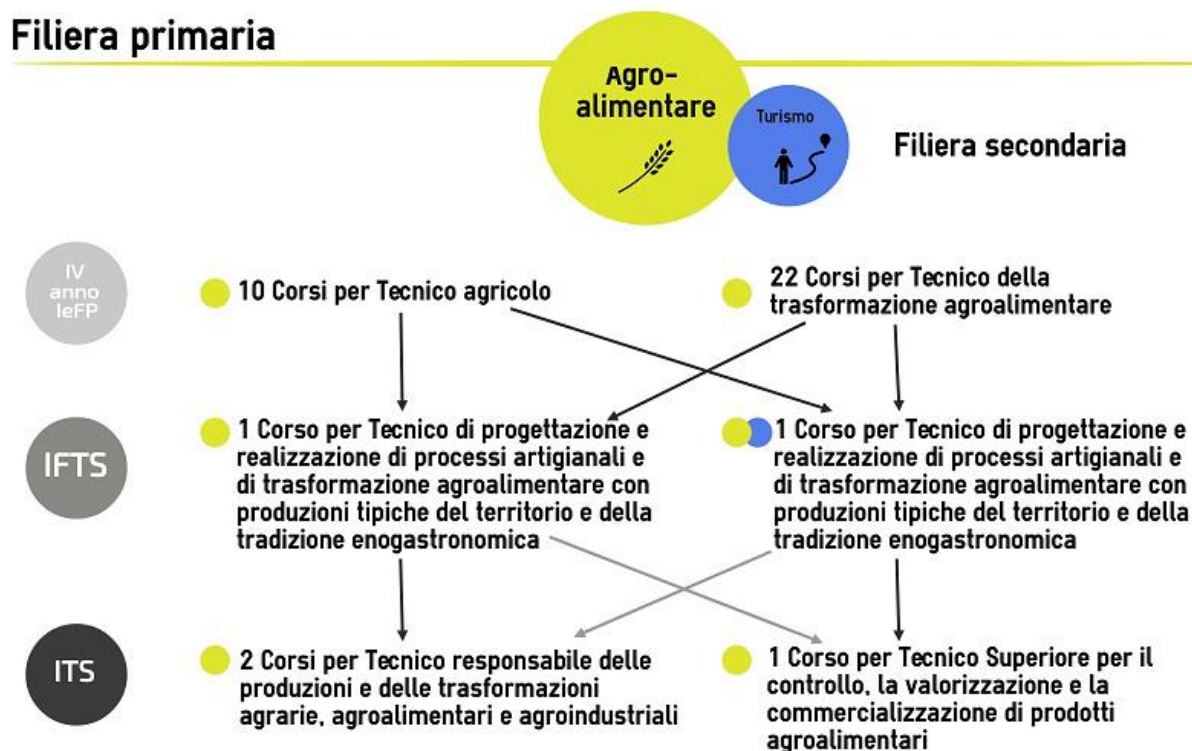 Filiera primaria
Agro-
alimentare
Turismo
Filiera secondaria
IV
anno
IeFP
10 Corsi per Tecnico agricolo
22 Corsi per Tecnico della
trasformazione agroalimentare
IFTS
1 Corso per Tecnico di progettazione e
realizzazione di processi artigianali e
di trasformazione agroalimentare con
produzioni tipiche del territorio e della
tradizione enogastronomica
1 Corso per Tecnico di progettazione e
realizzazione di processi artigianali e
di trasformazione agroalimentare con
produzioni tipiche del territorio e della
tradizione enogastronomica
ITS
2 Corsi per Tecnico responsabile delle
produzioni e delle trasformazioni
agrarie, agroalimentari e agroindustriali
1 Corso per Tecnico Superiore per il
controllo, la valorizzazione e la
commercializzazione di prodotti
agroalimentari